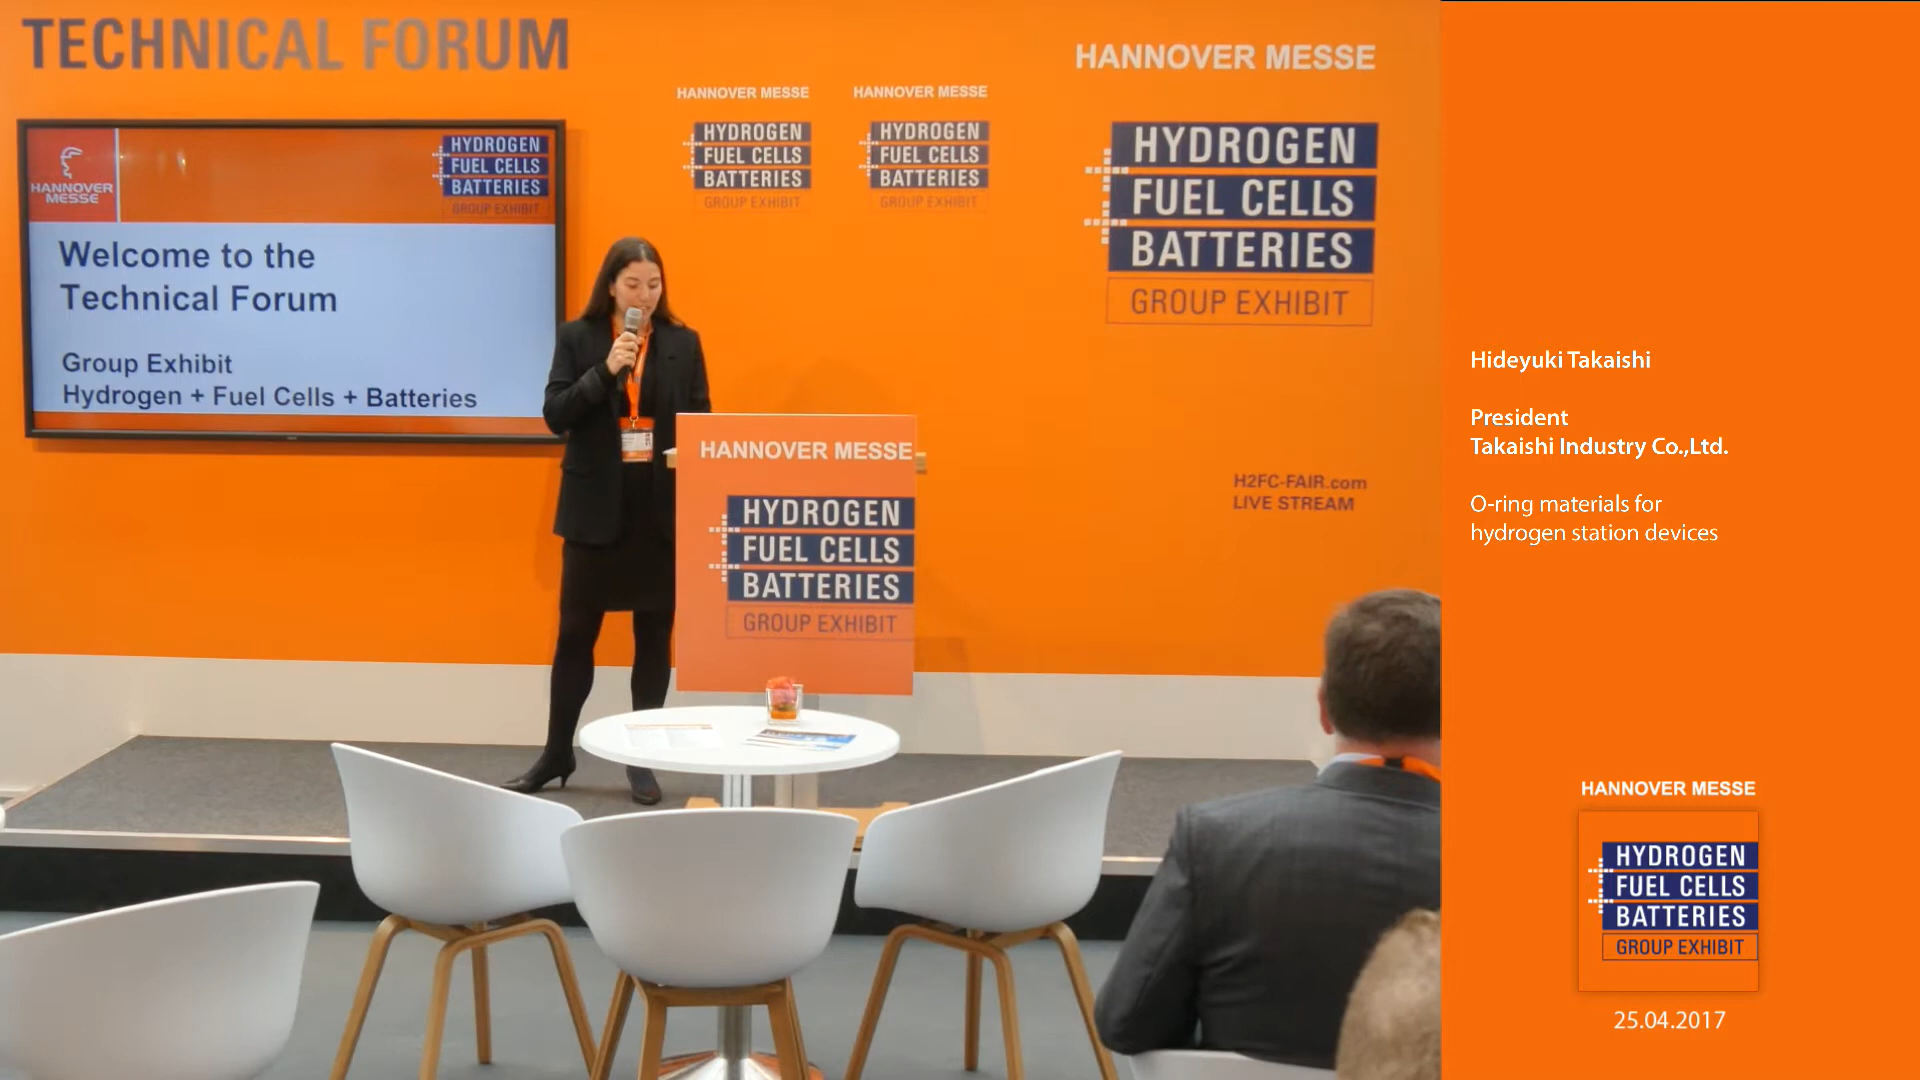 TECHNICAL FORUM
HANNOVER
MESSE
HYDROGEN
FUEL CELLS
BATTERIES
GROUP EXHIBIT
Welcome to the
Technical Forum
Group Exhibit
Hydrogen + Fuel Cells + Batteries
HANNOVER MESSE
HYDROGEN
FUEL CELLS
BATTERIES
GROUP EXHIBIT
HANNOVER MESSE
HYDROGEN
FUEL CELLS
BATTERIES
GROUP EXHIBIT
HANNOVER MESSE
HYDROGEN
FUEL CELLS
BATTERIES
GROUP EXHIBIT
H2FC-FAIR.com
LIVE STREAM
HANNOVER MESSE
HYDROGEN
FUEL CELLS
BATTERIES
GROUP EXHIBIT
Hideyuki Takaishi
President
Takaishi Industry Co.,Ltd.
O-ring materials for
hydrogen station devices
HANNOVER MESSE
HYDROGEN
FUEL CELLS
BATTERIES
GROUP EXHIBIT
25.04.2017